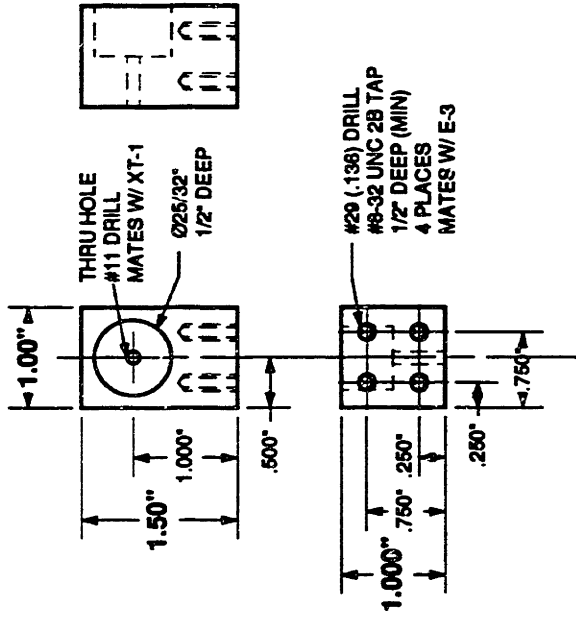 THRU HOLE
#11 DRILL
MATES W/ XT-1
Ø25/32"
1/2" DEEP
1.00"
1.50"
1.000"
.500"
#29 (.136) DRILL
#8-32 UNC 2B TAP
1/2" DEEP (MIN)
4 PLACES
MATES W/ E-3
1.000"
.750"
.250"
.750"
.250"